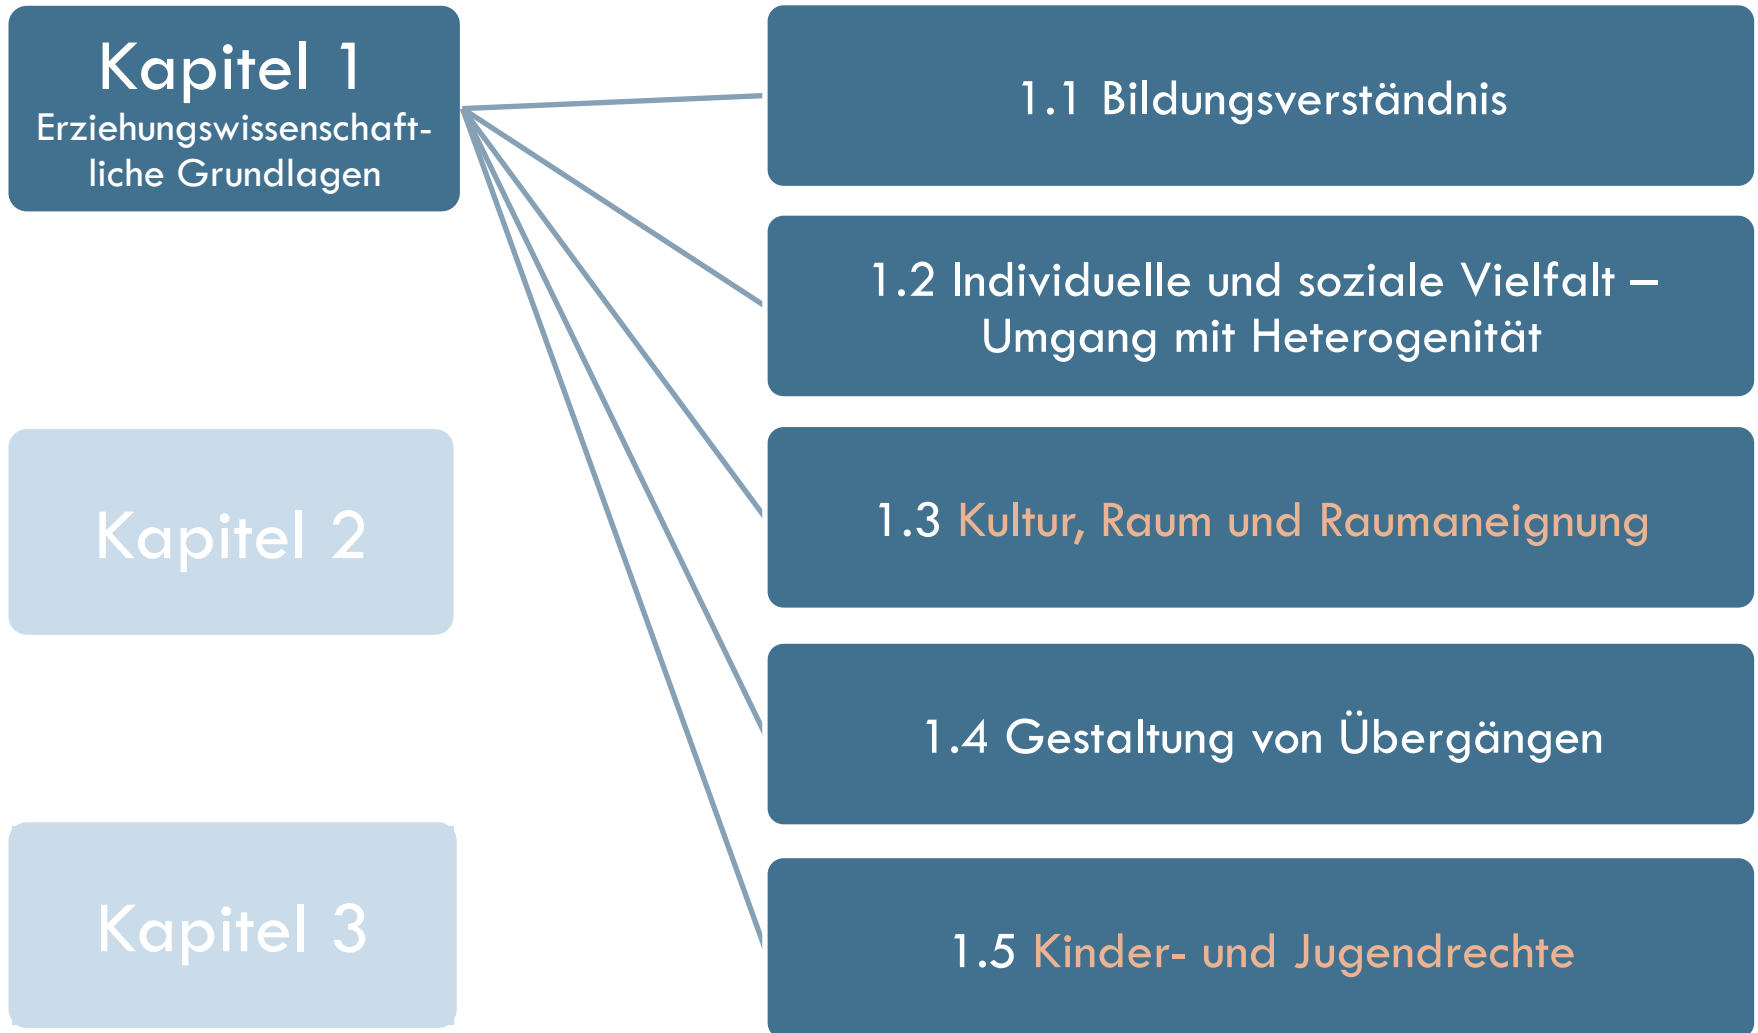 Kapitel 1
Erziehungswissenschaft-
liche Grundlagen
1.1 Bildungsverständnis
1.2 Individuelle und soziale Vielfalt –
Umgang mit Heterogenität
1.3 Kultur, Raum und Raumaneignung
1.4 Gestaltung von Übergängen
1.5 Kinder- und Jugendrechte
Kapitel 2
Kapitel 3